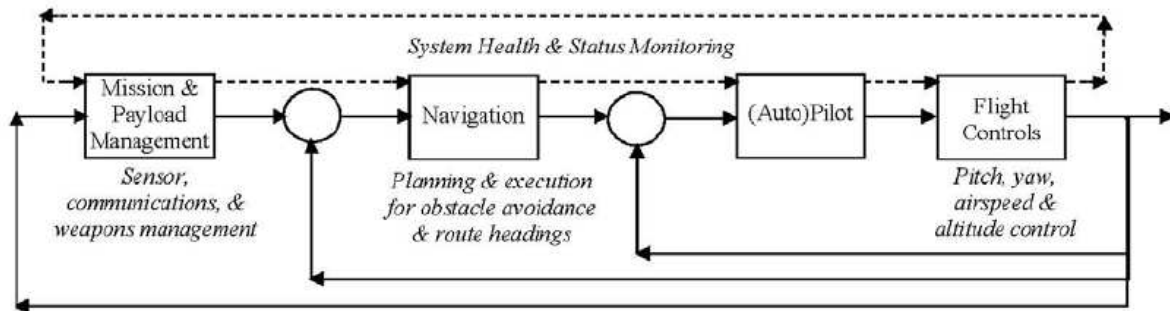 System Health & Status Monitoring
Mission &
Payload
Management
Navigation
(Auto)Pilot
Flight
Controls
Sensor,
communications, &
weapons management
Planning & execution
for obstacle avoidance
& route headings
Pitch, yaw,
airspeed &
altitude control